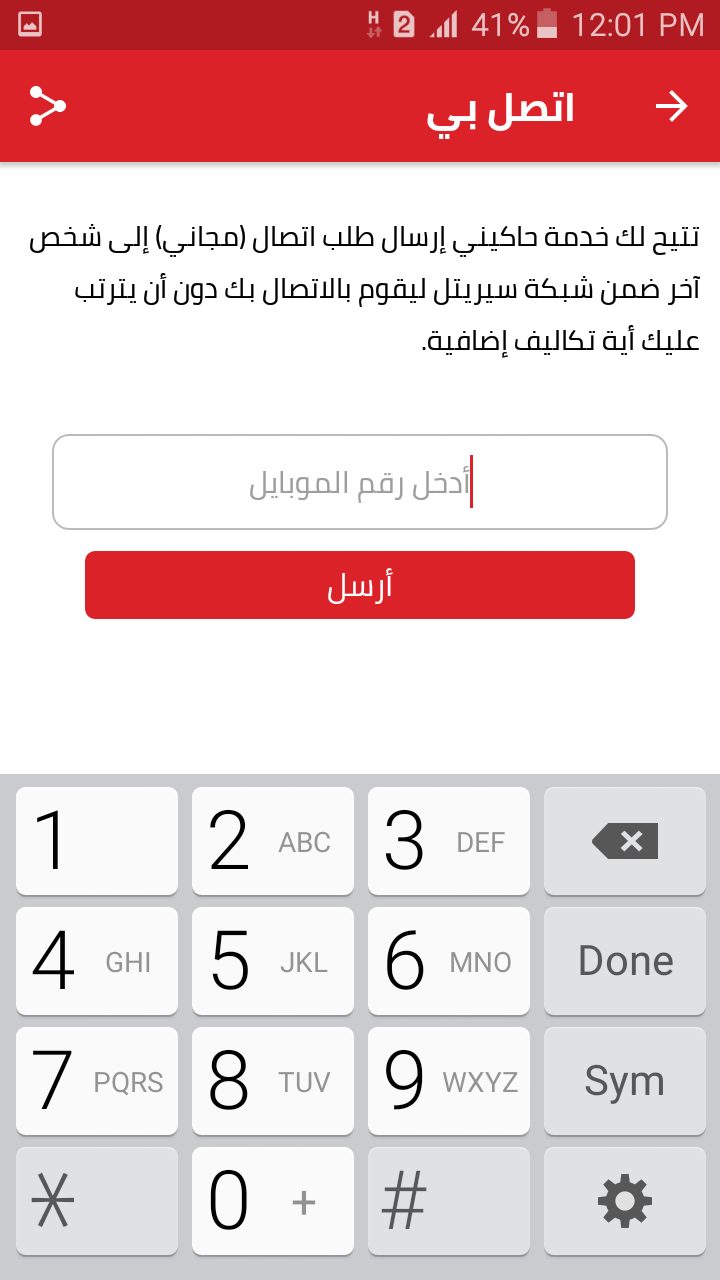 H 2 41% 12:01 PM
اتصل بي
تتيح لك خدمة حاكيني إرسال طلب اتصال (مجاني) إلى شخص
آخر ضمن شبكة سيريتل ليقوم بالاتصال بك دون أن يترتب
عليك أية تكاليف إضافية.
أدخل رقم الموبايل
أرسل
1 2 ABC 3 DEF
4 GHI 5 JKL 6 MNO Done
7 PQRS 8 TUV 9 WXYZ Sym
* 0 + #